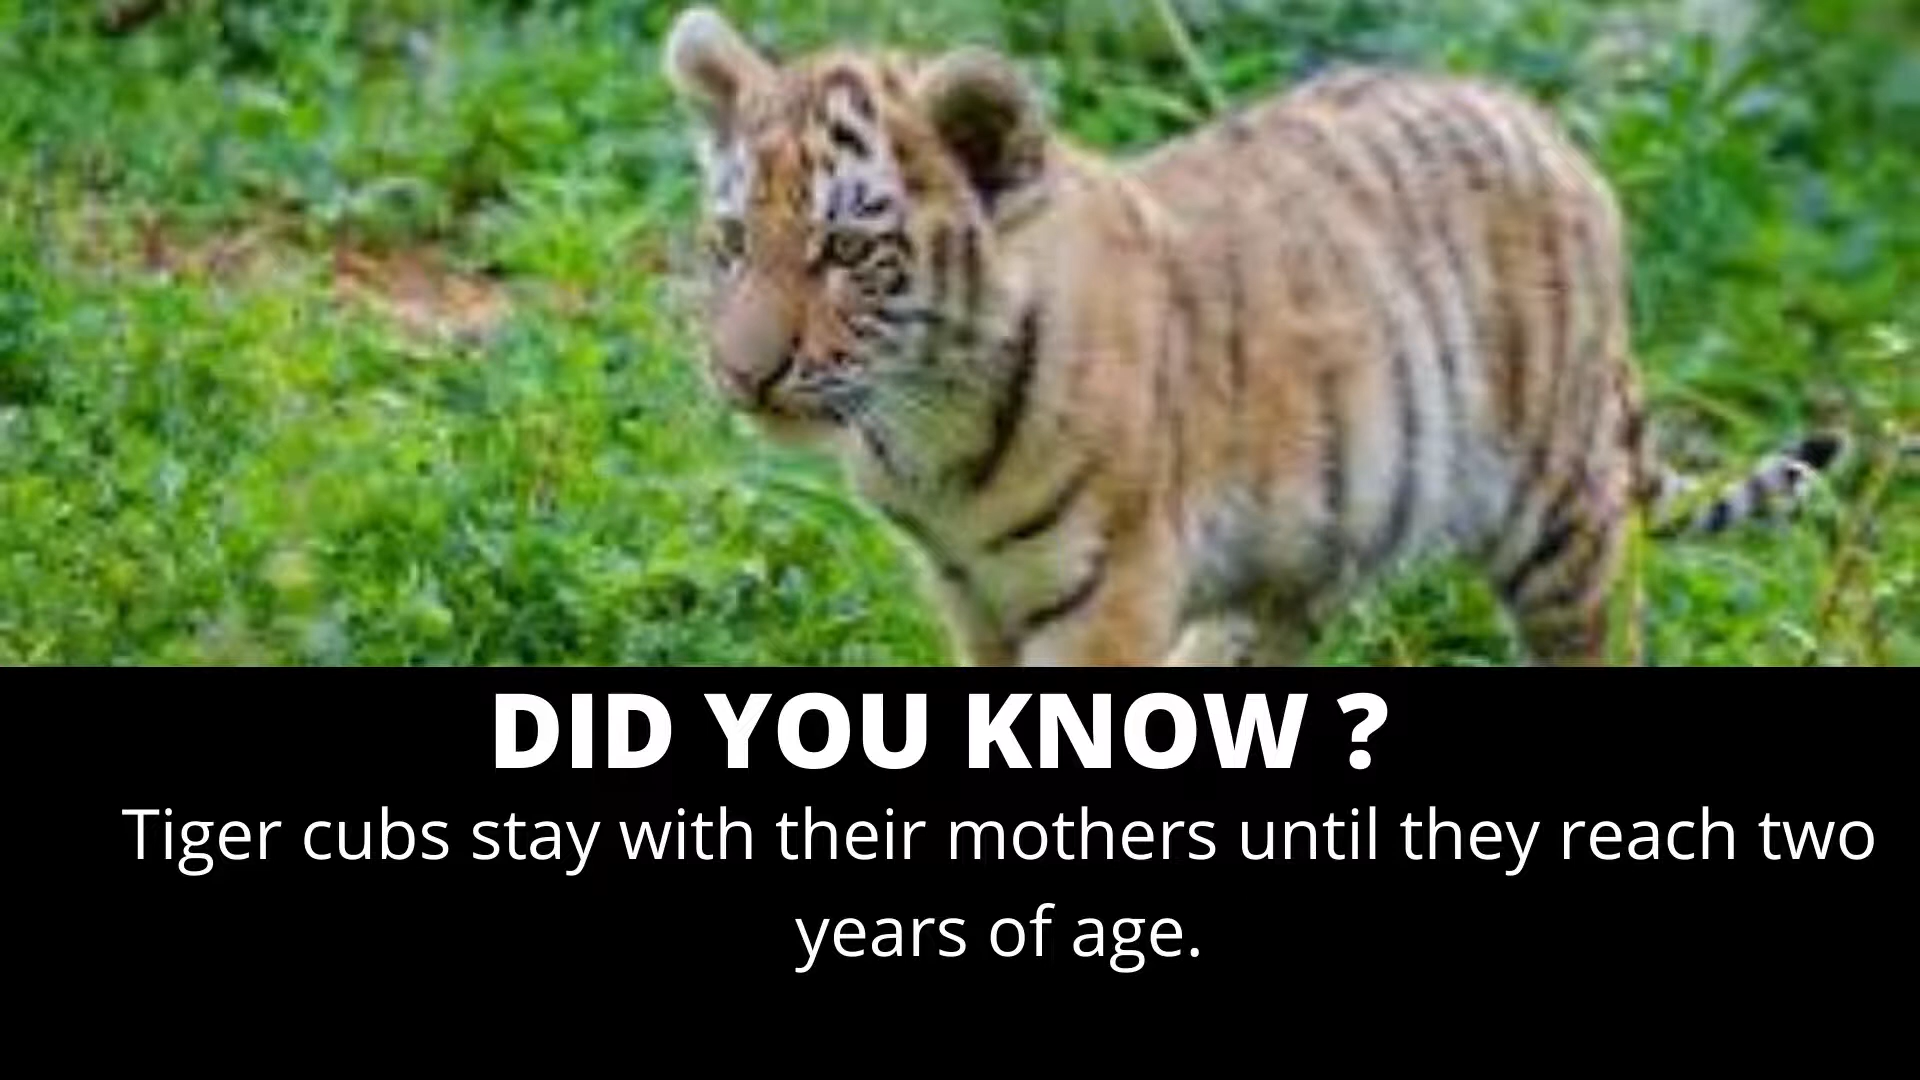 DID YOU KNOW ?
Tiger cubs stay with their mothers until they reach two
years of age.